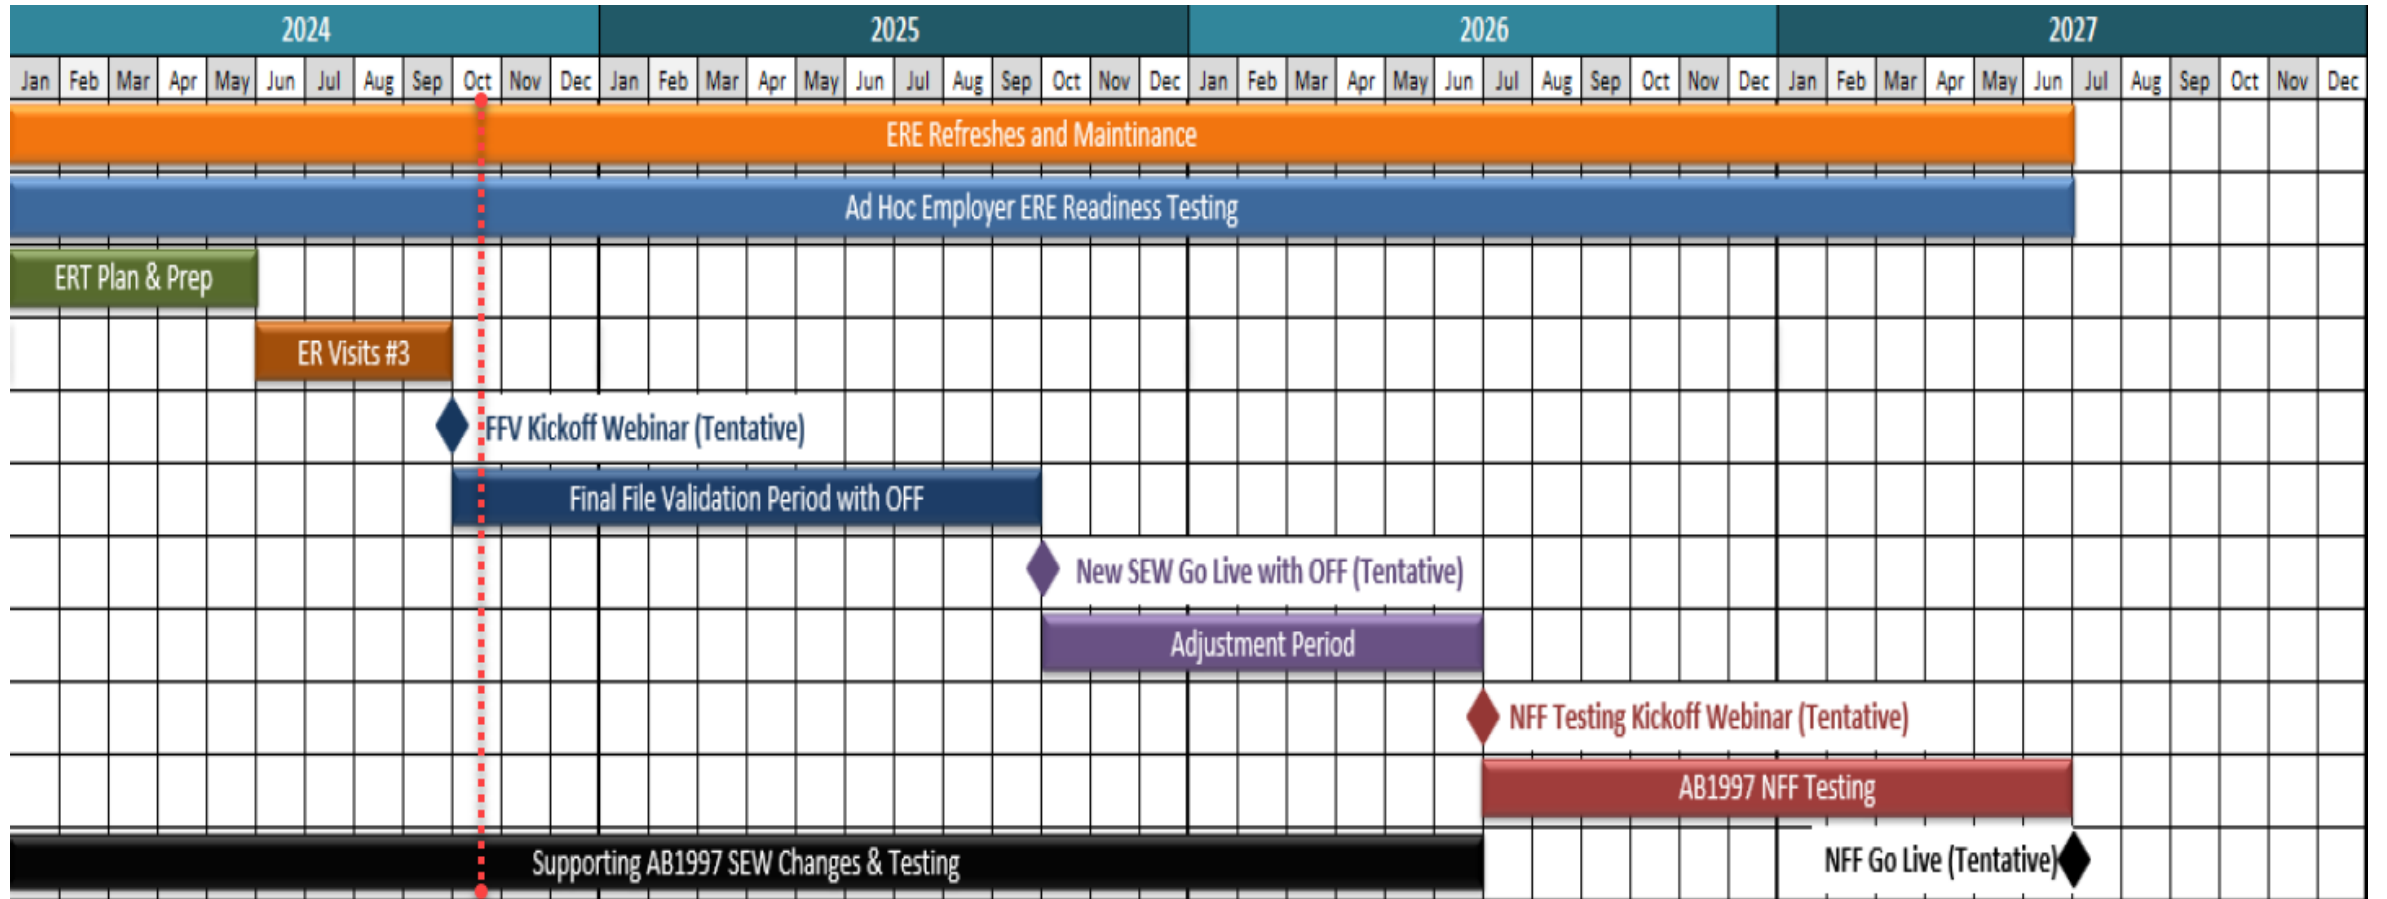 2024 2025 2026 2027
Jan Feb Mar Apr May Jun Jul Aug Sep Oct Nov Dec Jan Feb Mar Apr May Jun Jul Aug Sep Oct Nov Dec Jan Feb Mar Apr May Jun Jul Aug Sep Oct Nov Dec Jan Feb Mar Apr May Jun Jul Aug Sep Oct Nov Dec
ERE Refreshes and Maintinance
Ad Hoc Employer ERE Readiness Testing
ERT Plan & Prep
ER Visits #3
FFV Kickoff Webinar (Tentative)
Final File Validation Period with OFF
New SEW Go Live with OFF (Tentative)
Adjustment Period
NFF Testing Kickoff Webinar (Tentative)
AB1997 NFF Testing
Supporting AB1997 SEW Changes & Testing NFF Go Live (Tentative)